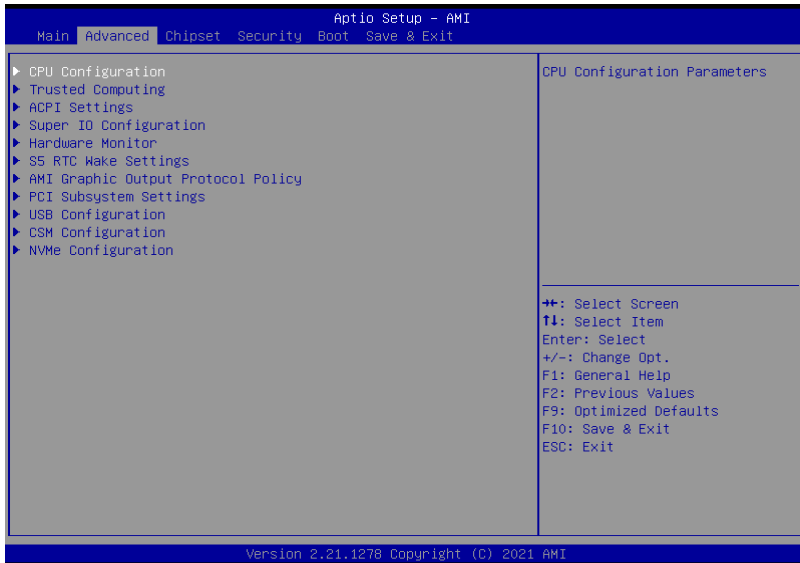 Aptio Setup – AMI
Main Advanced Chipset Security Boot Save & Exit
▶ CPU Configuration
▶ Trusted Computing
▶ ACPI Settings
▶ Super IO Configuration
▶ Hardware Monitor
▶ S5 RTC Wake Settings
▶ AMI Graphic Output Protocol Policy
▶ PCI Subsystem Settings
▶ USB Configuration
▶ CSM Configuration
▶ NVMe Configuration
CPU Configuration Parameters
→←: Select Screen
↑↓: Select Item
Enter: Select
+/-: Change Opt.
F1: General Help
F2: Previous Values
F9: Optimized Defaults
F10: Save & Exit
ESC: Exit
Version 2.21.1278 Copyright (C) 2021 AMI